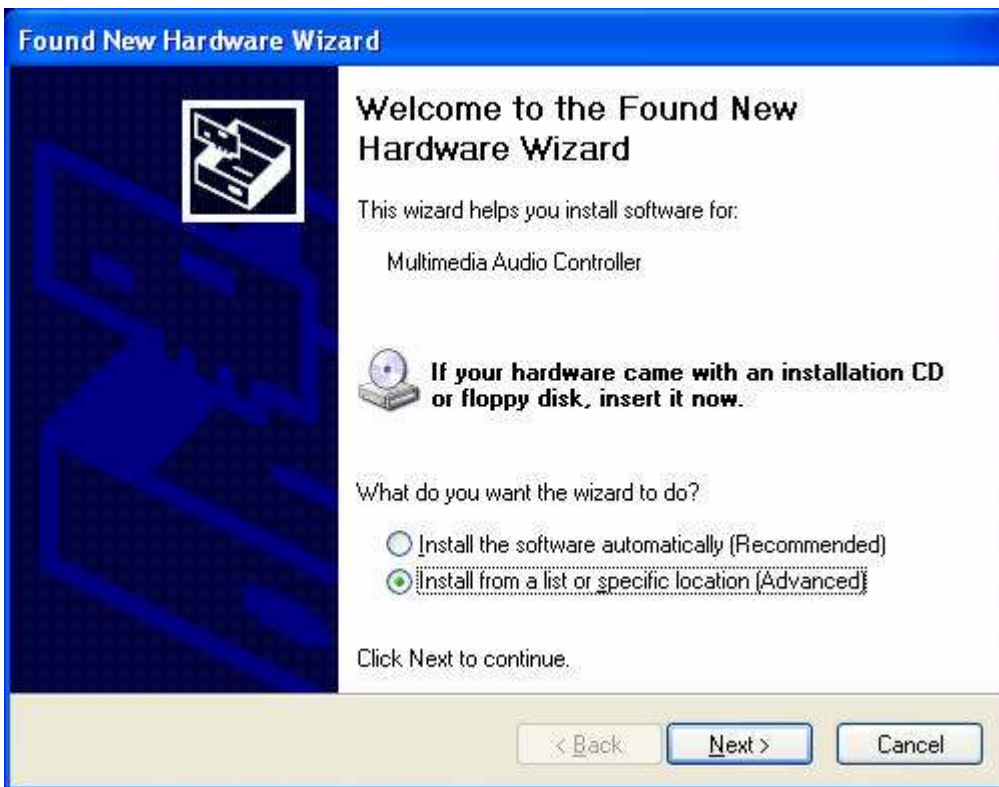 Found New Hardware Wizard
Welcome to the Found New
Hardware Wizard
This wizard helps you install software for:
Multimedia Audio Controller
If your hardware came with an installation CD
or floppy disk, insert it now.
What do you want the wizard to do?
Install the software automatically (Recommended)
Install from a list or specific location (Advanced)
Click Next to continue.
< Back
Next >
Cancel